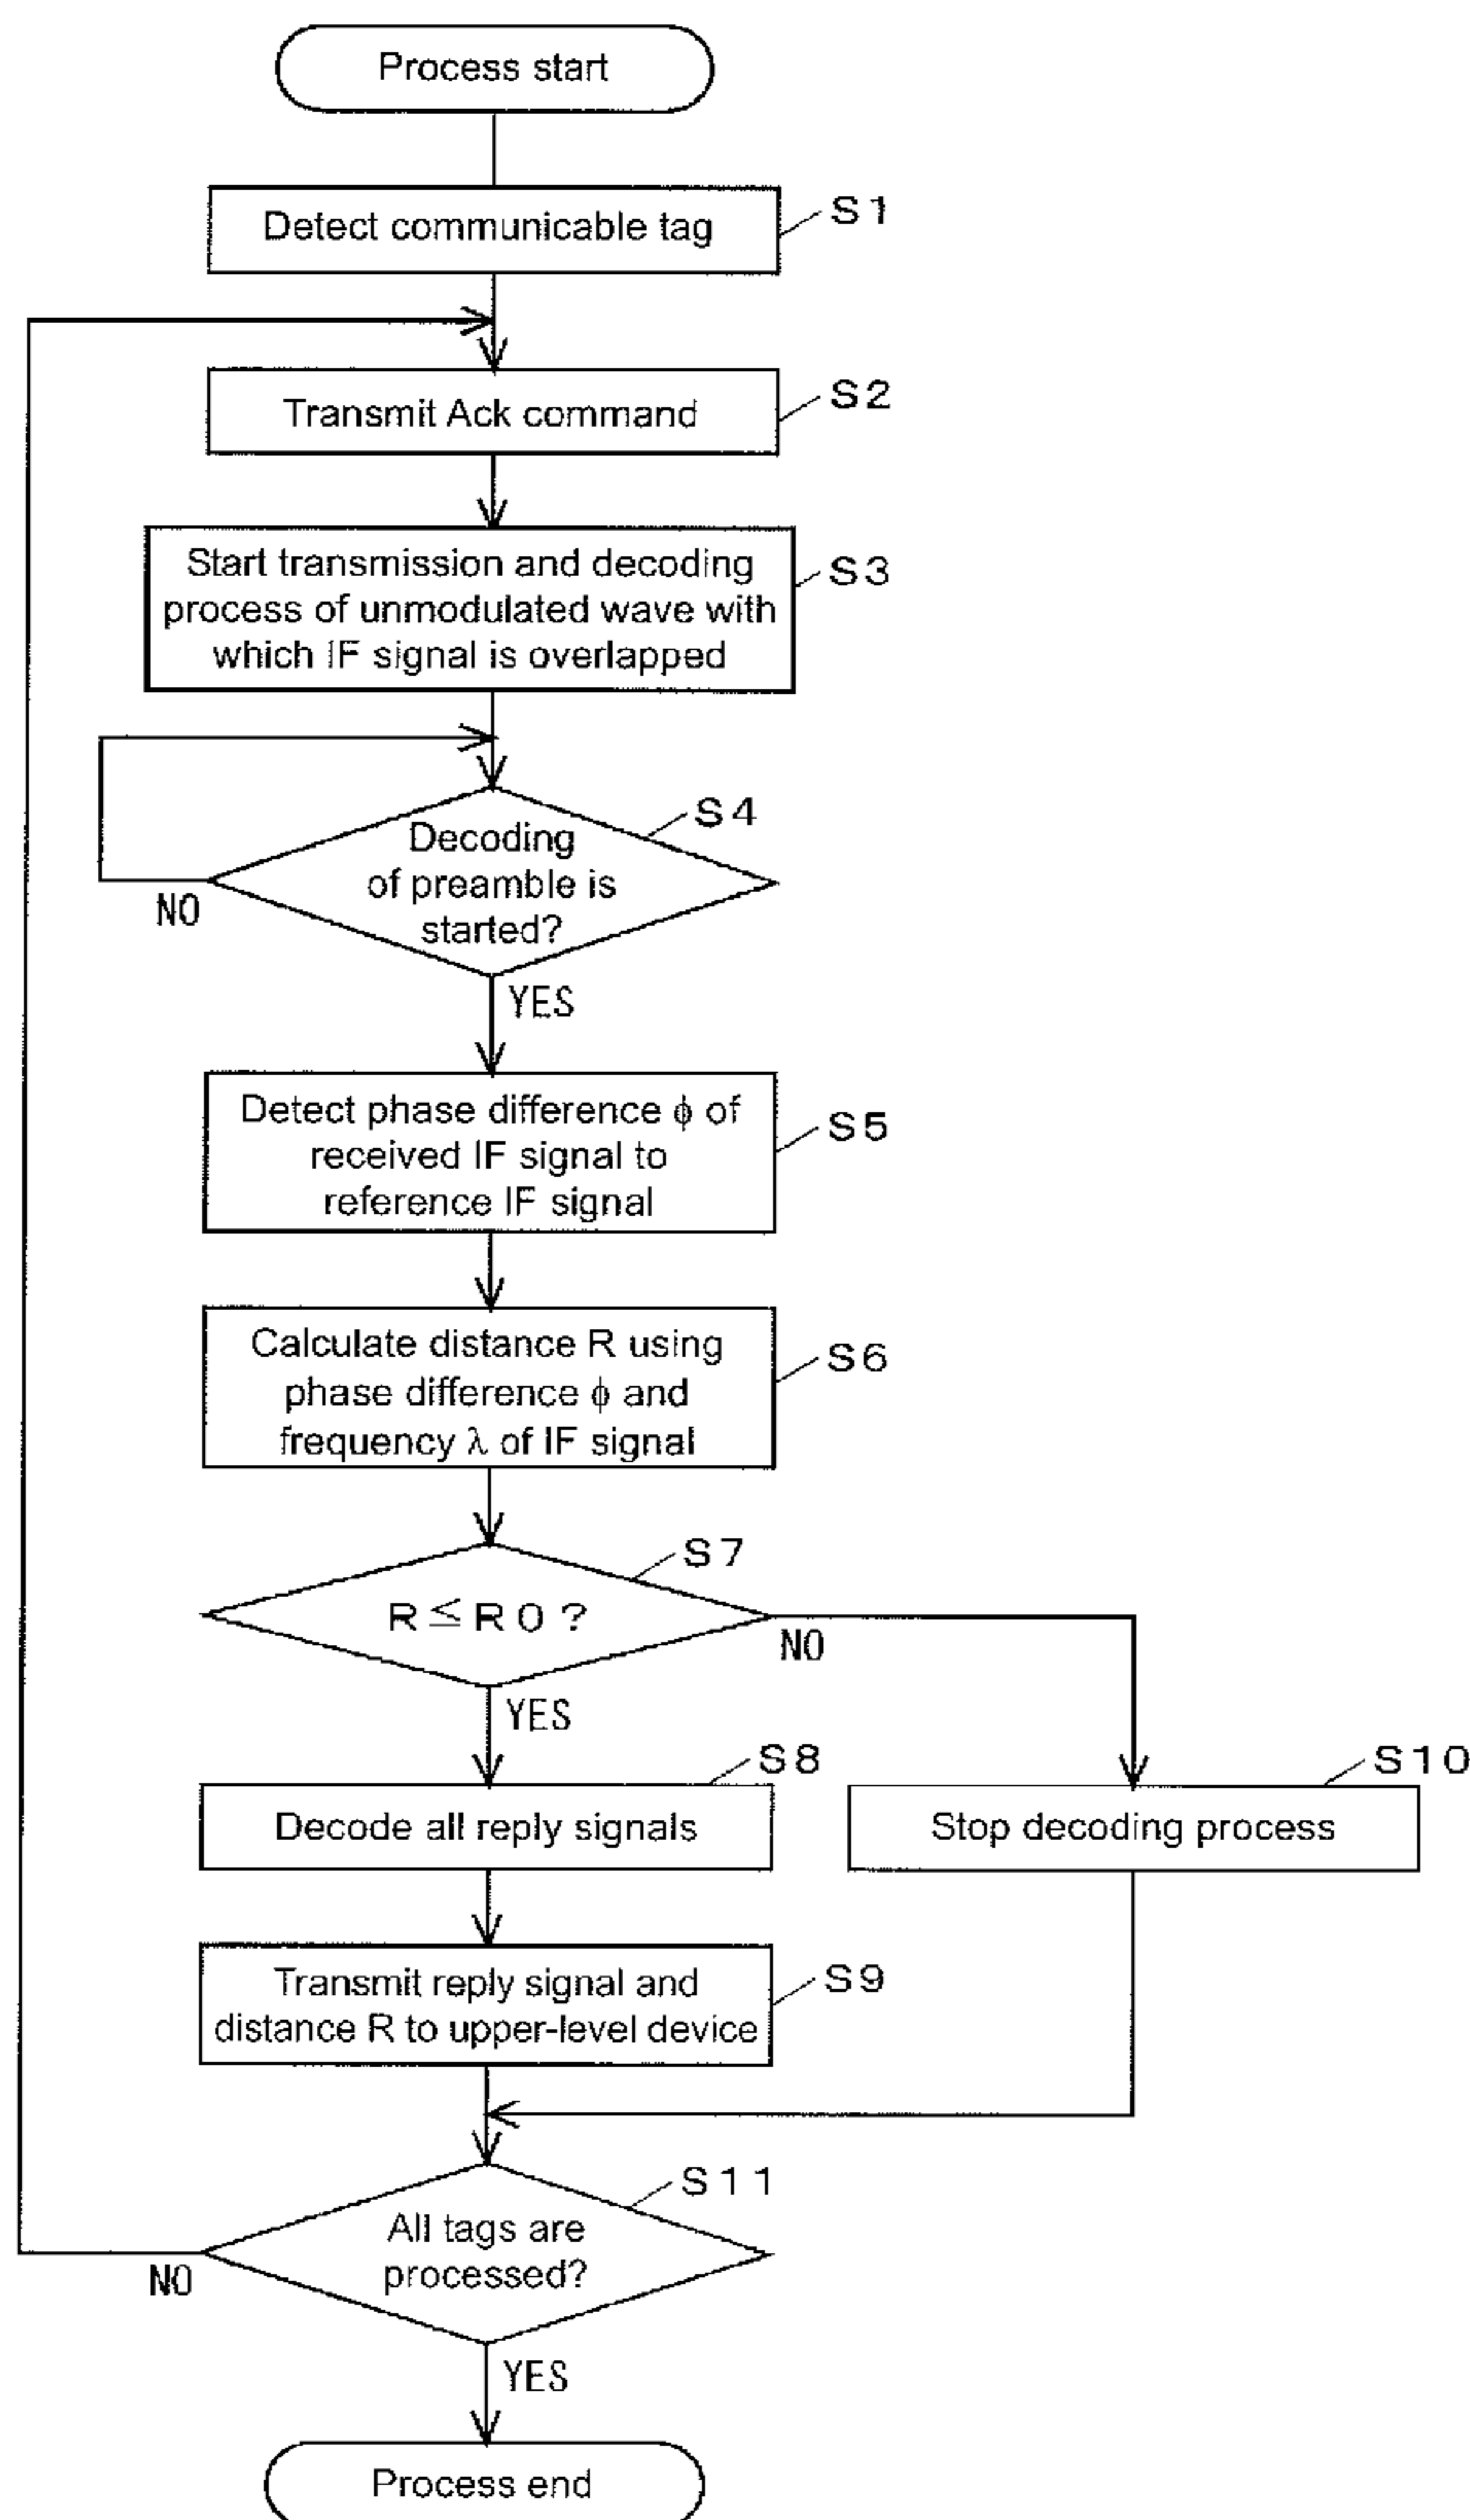 Process start
Detect communicable tag
S1
Transmit Ack command
S2
Start transmission and decoding
process of unmodulated wave with
which IF signal is overlapped
S3
Decoding
of preamble is
started?
S4
NO
YES
Detect phase difference ϕ of
received IF signal to
reference IF signal
S5
Calculate distance R using
phase difference ϕ and
frequency λ of IF signal
S6
R ≦ R0 ?
S7
NO
YES
Decode all reply signals
S8
Stop decoding process
S10
Transmit reply signal and
distance R to upper-level device
S9
All tags are
processed?
S11
NO
YES
Process end